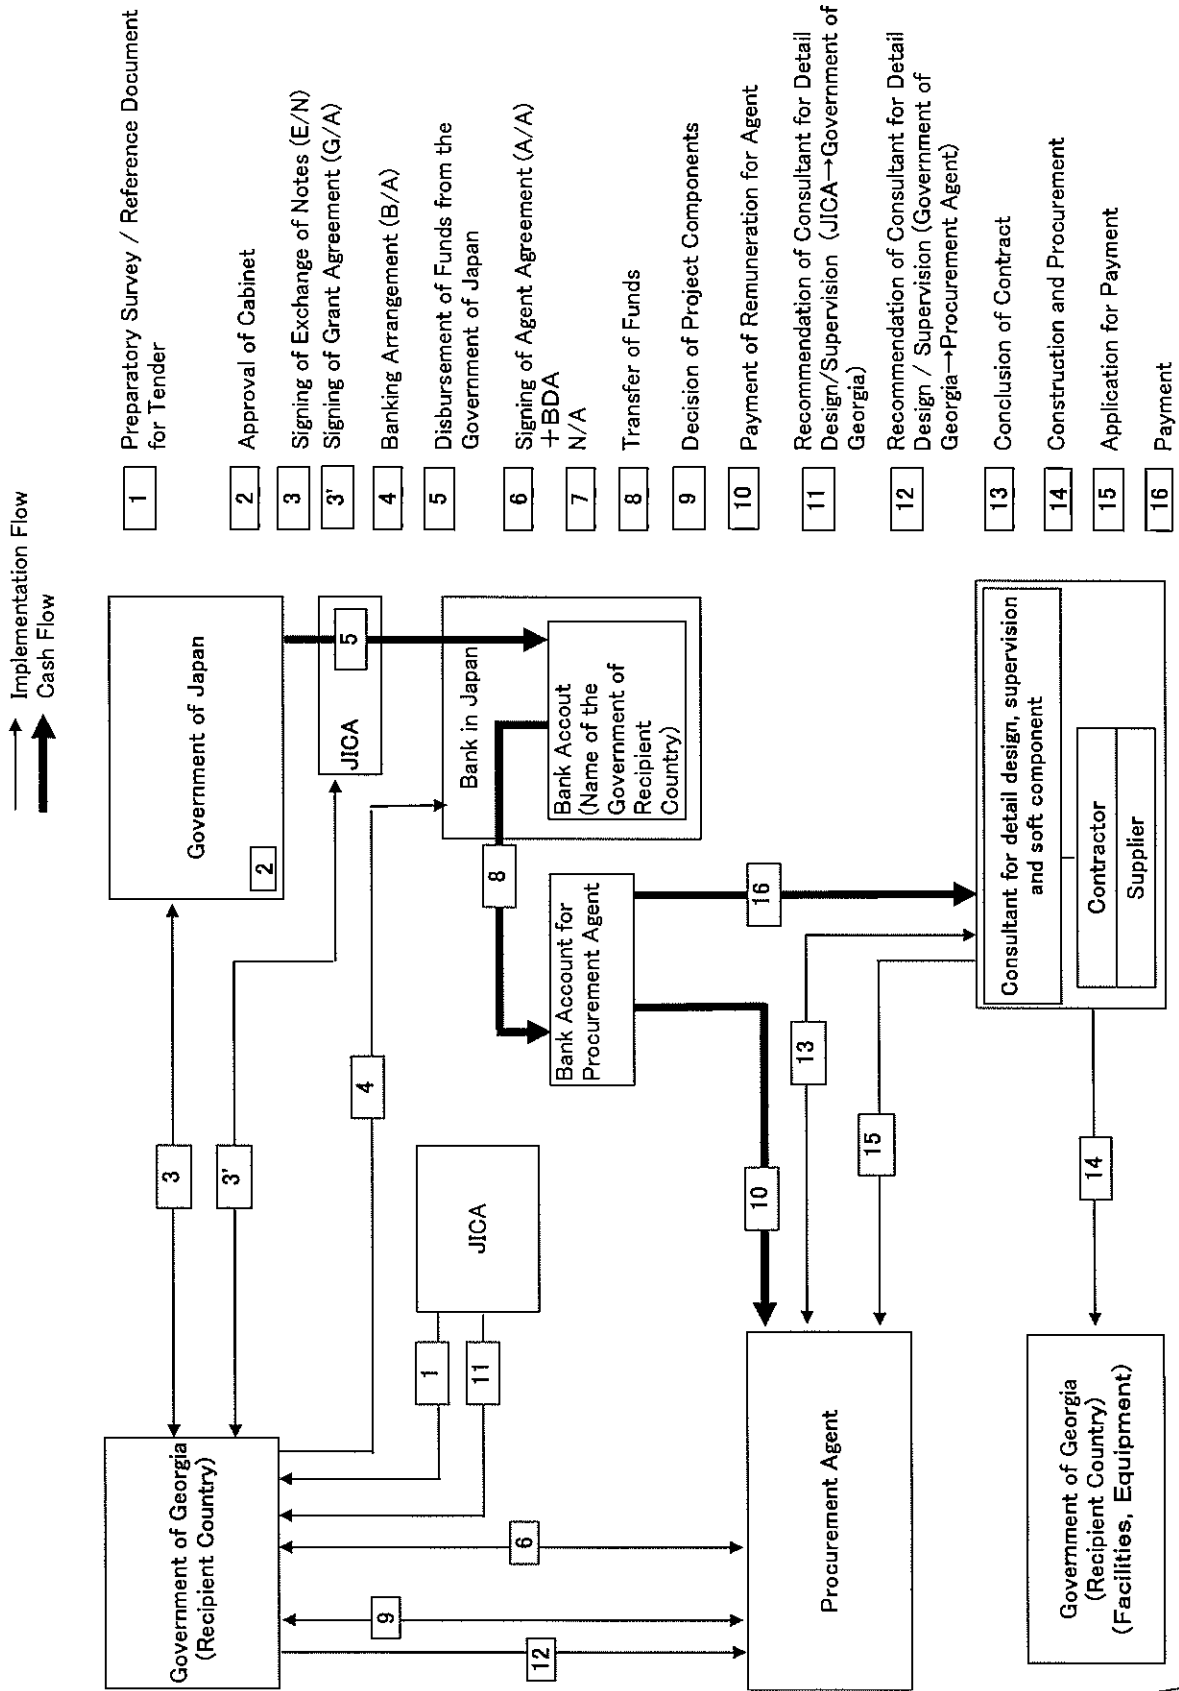 Implementation Flow
Cash Flow
Government of Georgia
(Recipient Country)
3
3'
4
Government of Japan
2
JICA
5
1
11
JICA
Bank in Japan
Bank Accout
(Name of the
Government of
Recipient
Country)
8
Bank Account for
Procurement Agent
6
9
12
10
16
13
15
Procurement Agent
Consultant for detail design, supervision
and soft component
Contractor
Supplier
14
Government of Georgia
(Recipient Country)
(Facilities, Equipment)
1 Preparatory Survey / Reference Document
for Tender
2 Approval of Cabinet
3 Signing of Exchange of Notes (E/N)
3' Signing of Grant Agreement (G/A)
4 Banking Arrangement (B/A)
5 Disbursement of Funds from the
Government of Japan
6 Signing of Agent Agreement (A/A)
+BDA
7 N/A
8 Transfer of Funds
9 Decision of Project Components
10 Payment of Remuneration for Agent
11 Recommendation of Consultant for Detail
Design/Supervision (JICA→Government of
Georgia)
12 Recommendation of Consultant for Detail
Design / Supervision (Government of
Georgia→Procurement Agent)
13 Conclusion of Contract
14 Construction and Procurement
15 Application for Payment
16 Payment